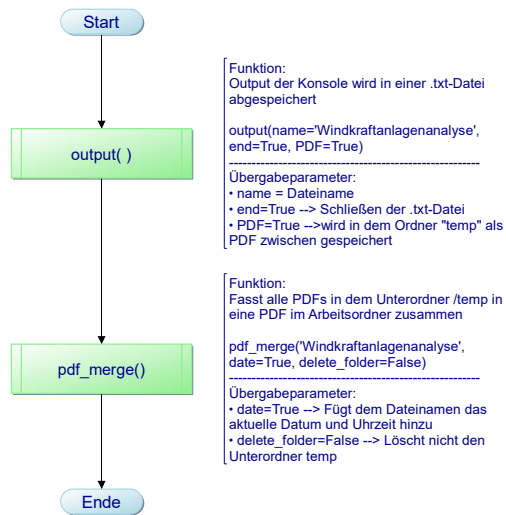 Start
Funktion:
Output der Konsole wird in einer .txt-Datei
abgespeichert
output(name='Windkraftanlagenanalyse',
end=True, PDF=True)
--------------------------------------------------------
Übergabeparameter:
• name = Dateiname
• end=True --> Schließen der .txt-Datei
• PDF=True -->wird in dem Ordner "temp" als
PDF zwischen gespeichert
output( )
Funktion:
Fasst alle PDFs in dem Unterordner /temp in
eine PDF im Arbeitsordner zusammen
pdf_merge('Windkraftanlagenanalyse',
date=True, delete_folder=False)
--------------------------------------------------------
Übergabeparameter:
• date=True --> Fügt dem Dateinamen das
aktuelle Datum und Uhrzeit hinzu
• delete_folder=False --> Löscht nicht den
Unterordner temp
pdf_merge()
Ende